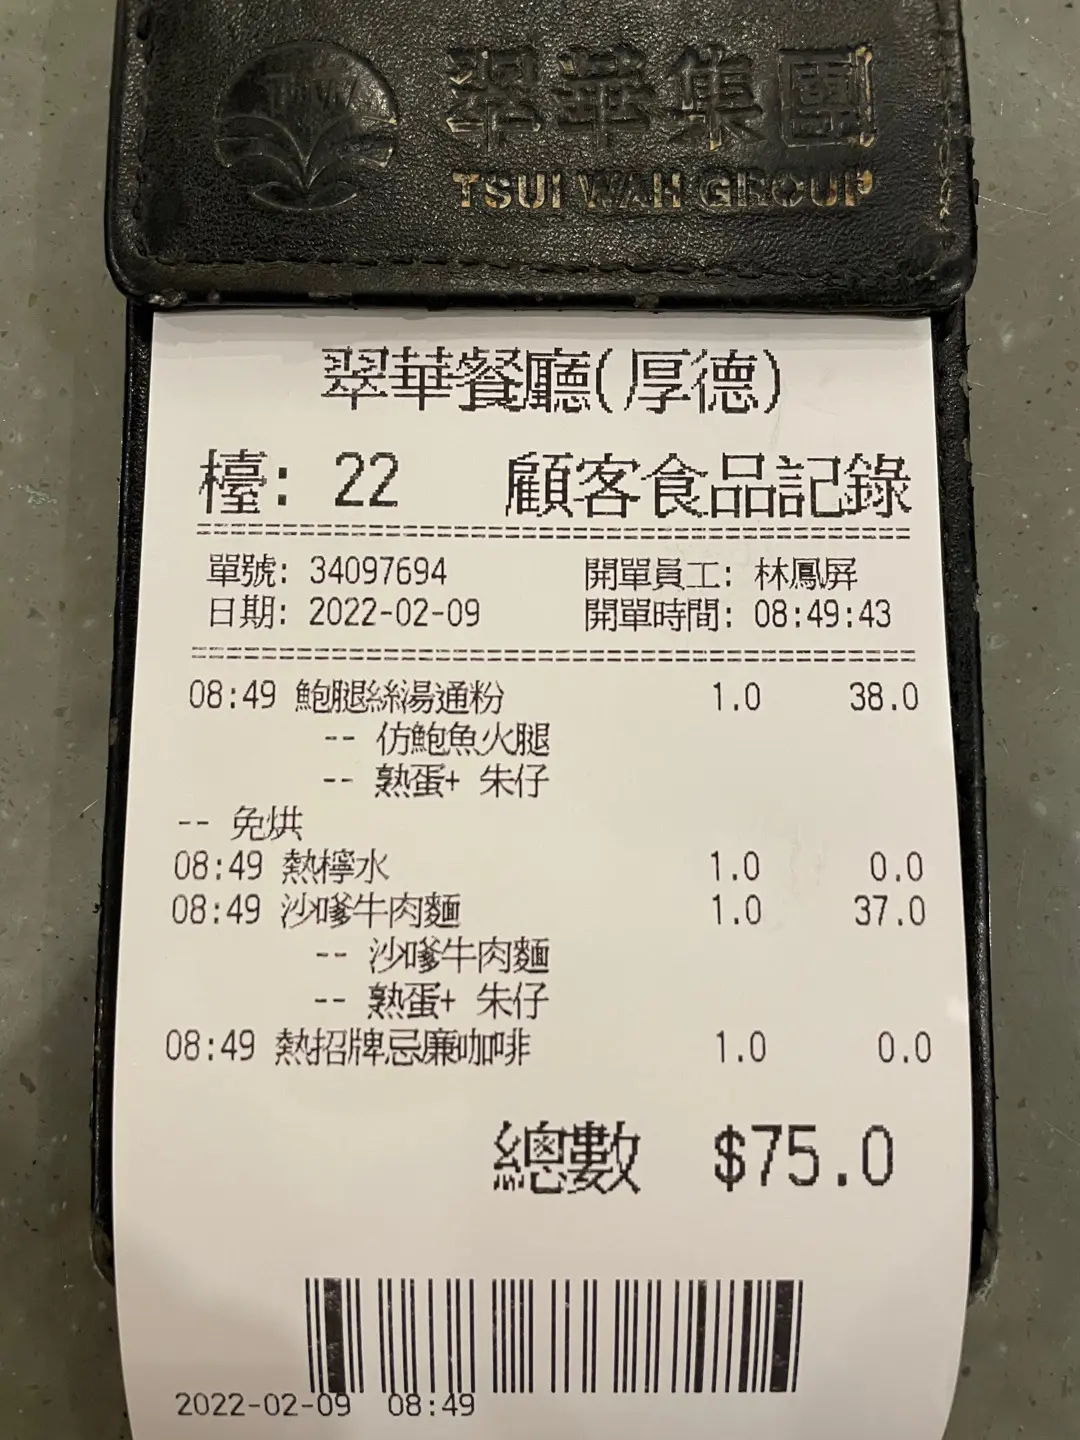 TW 翠華集團
TSUI WAH GROUP
翠華餐廳(厚德)
檯: 22 顧客食品記錄
單號: 34097694 開單員工: 林鳳屏
日期: 2022-02-09 開單時間: 08:49:43
08:49 鮑腿絲湯通粉 1.0 38.0
-- 仿鮑魚火腿
-- 熟蛋+ 朱仔
-- 免烘
08:49 熱檸水 1.0 0.0
08:49 沙嗲牛肉麵 1.0 37.0
-- 沙嗲牛肉麵
-- 熟蛋+ 朱仔
08:49 熱招牌忌廉咖啡 1.0 0.0
總數 $75.0
2022-02-09 08:49